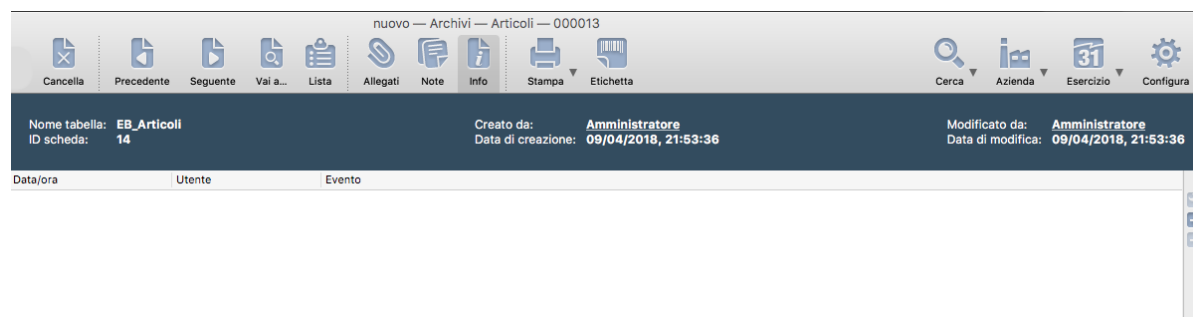 nuovo — Archivi — Articoli — 000013
Cancella Precedente Seguente Vai a... Lista Allegati Note Info Stampa Etichetta Cerca Azienda Esercizio Configura
31
Nome tabella: EB_Articoli Creato da: Amministratore Modificato da: Amministratore
ID scheda: 14 Data di creazione: 09/04/2018, 21:53:36 Data di modifica: 09/04/2018, 21:53:36
Data/ora Utente Evento